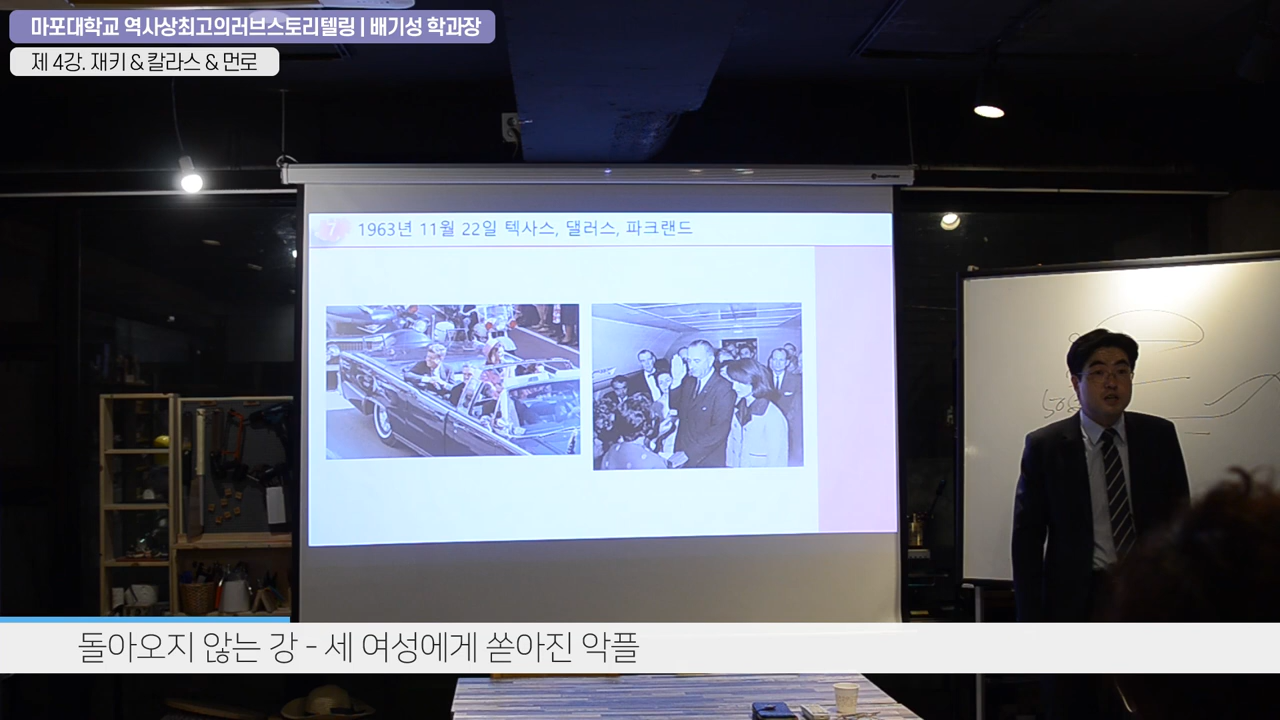 마포대학교 역사상최고의러브스토리텔링 | 배기성 학과장
제 4강. 재키 & 칼라스 & 먼로
7 1963년 11월 22일 텍사스, 댈러스, 파크랜드
돌아오지 않는 강 - 세 여성에게 쏟아진 악플